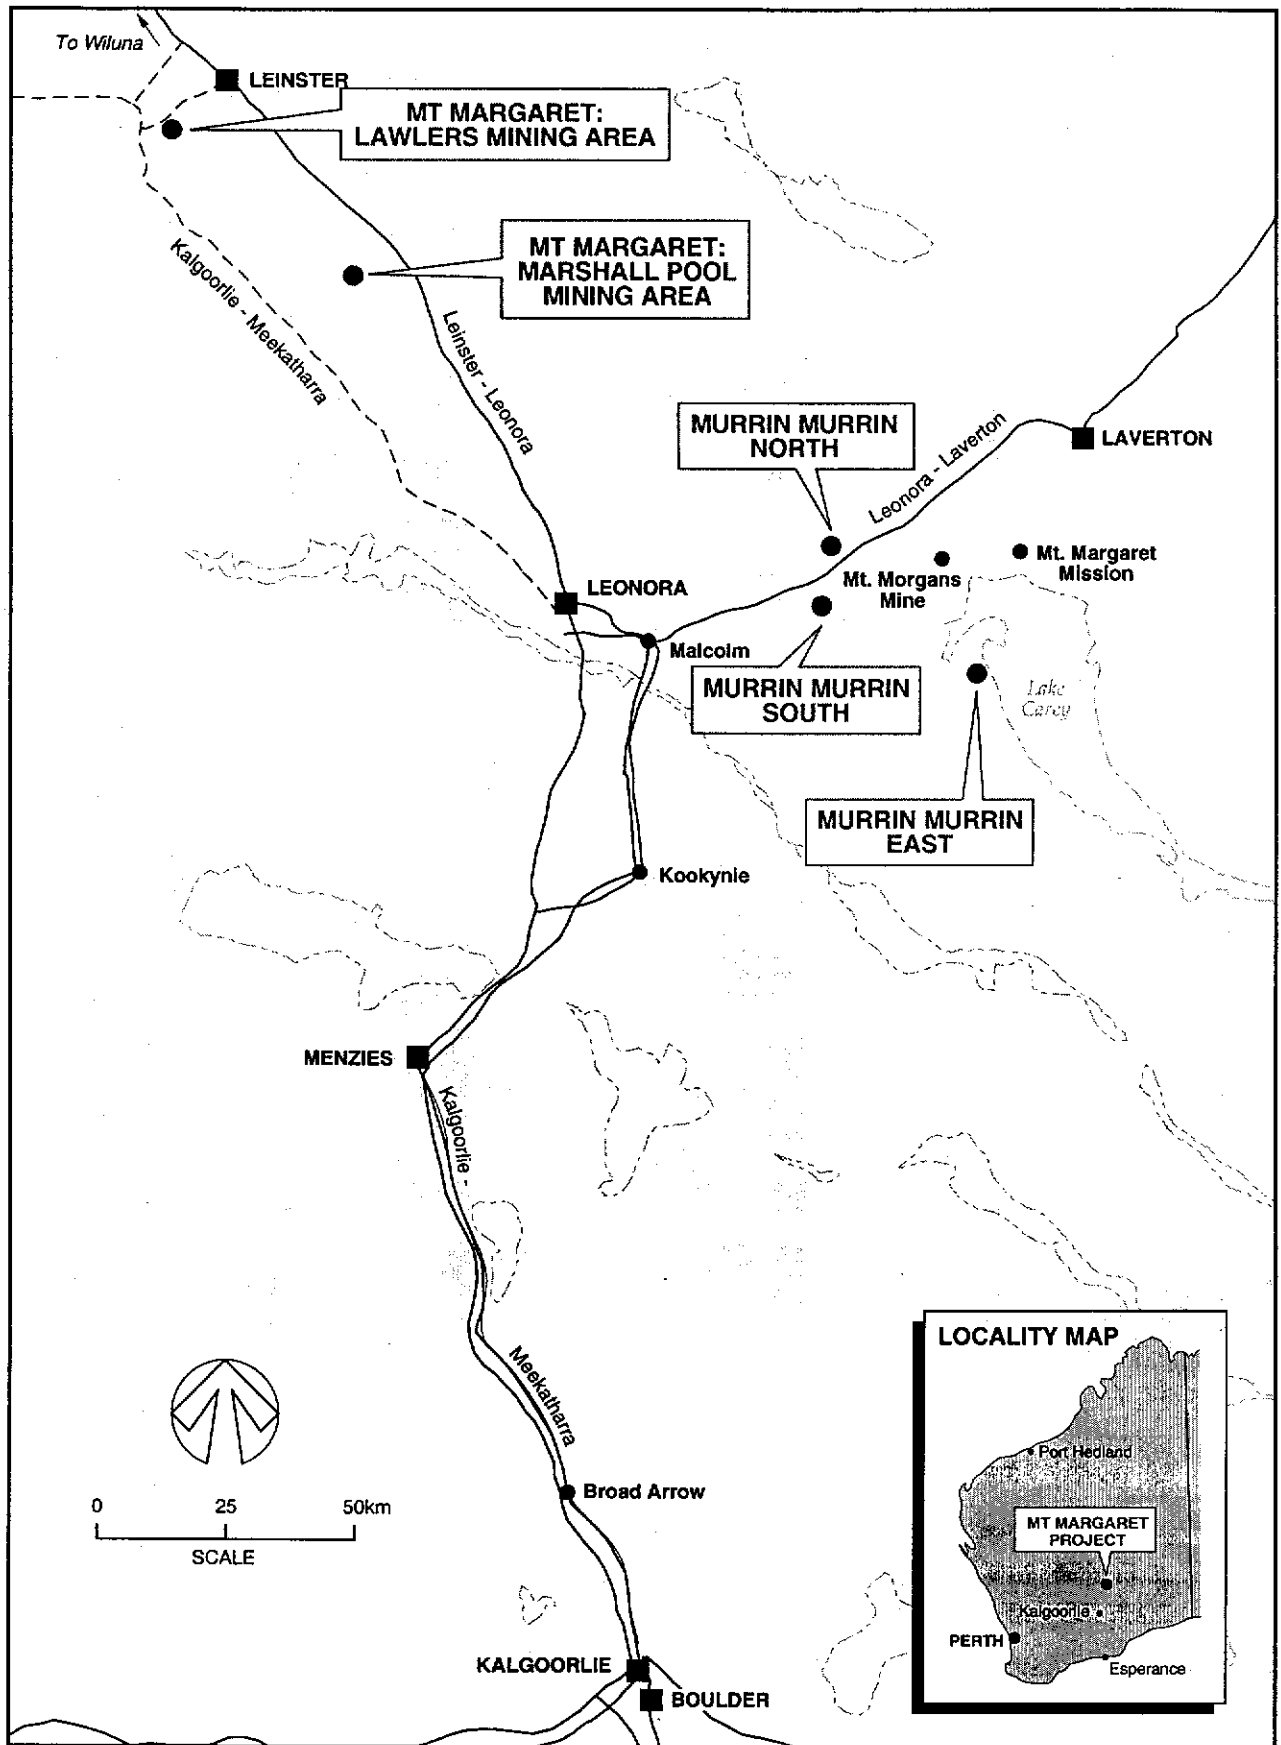 To Wiluna
LEINSTER
MT MARGARET:
LAWLERS MINING AREA
MT MARGARET:
MARSHALL POOL
MINING AREA
Kalgoorlie - Meekatharra
Leinster - Leonora
MURRIN MURRIN
NORTH
Leonora - Laverton
LAVERTON
Mt. Morgans
Mine
Mt. Margaret
Mission
LEONORA
Malcolm
MURRIN MURRIN
SOUTH
Lake
Carey
MURRIN MURRIN
EAST
Kookynie
MENZIES
Kalgoorlie -
Meekatharra
Broad Arrow
0 25 50km
SCALE
KALGOORLIE
BOULDER
LOCALITY MAP
Port Hedland
MT MARGARET
PROJECT
Kalgoorlie
PERTH
Esperance